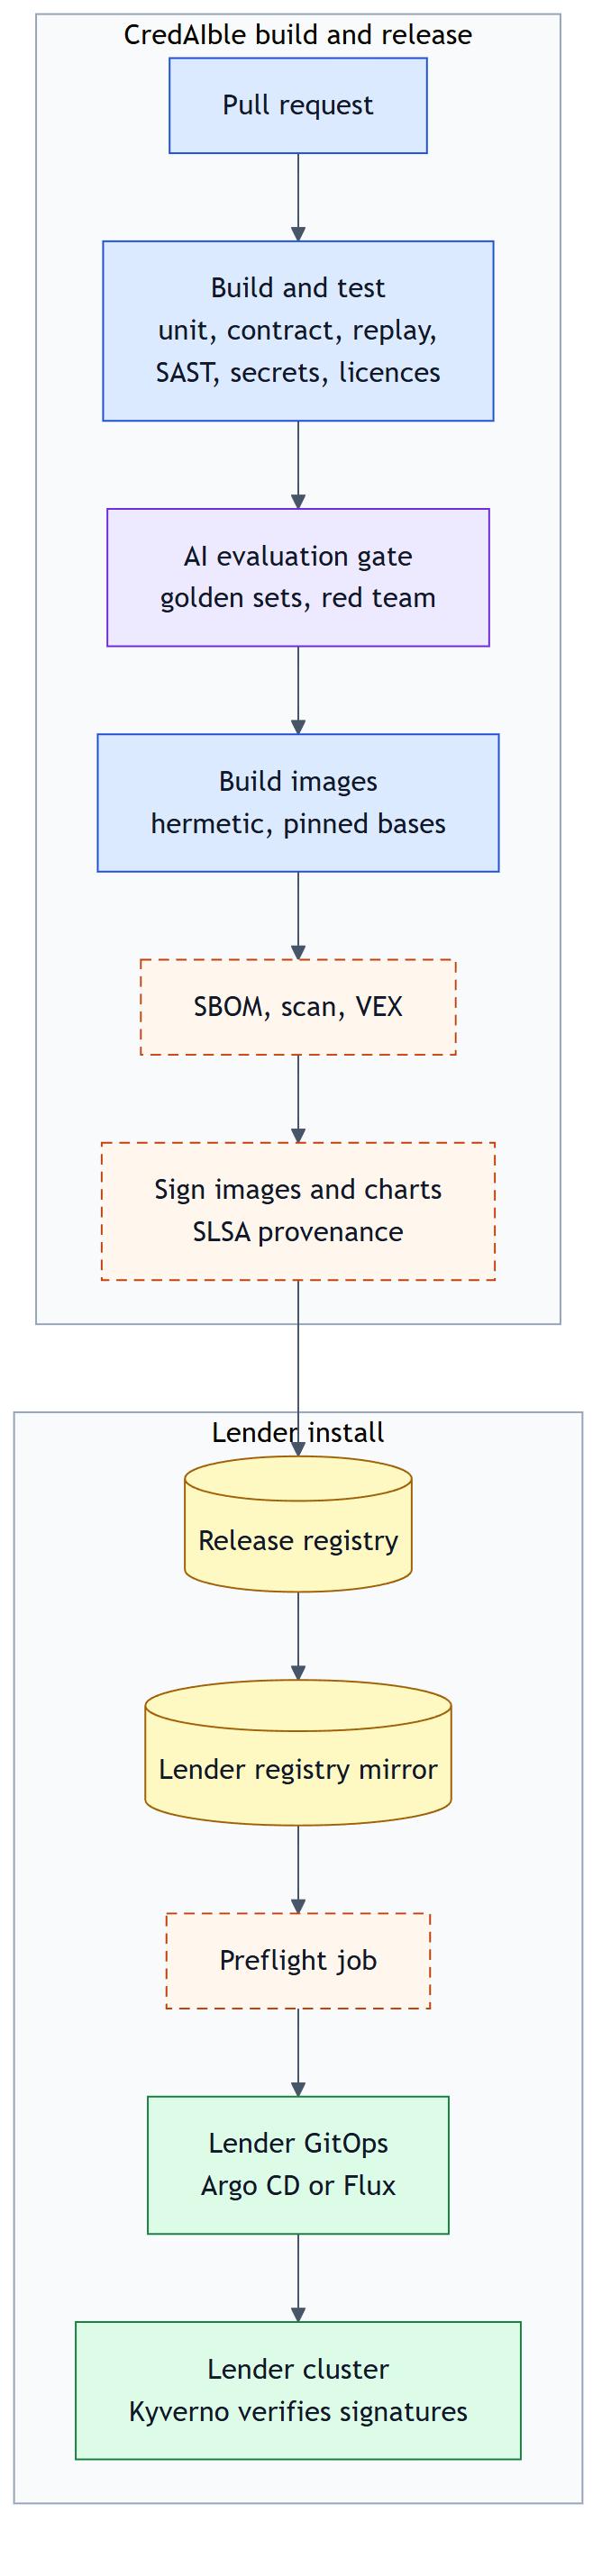 CredAIble build and release
Pull request
Build and test
unit, contract, replay,
SAST, secrets, licences
AI evaluation gate
golden sets, red team
Build images
hermetic, pinned bases
SBOM, scan, VEX
Sign images and charts
SLSA provenance
Lender install
Release registry
Lender registry mirror
Preflight job
Lender GitOps
Argo CD or Flux
Lender cluster
Kyverno verifies signatures